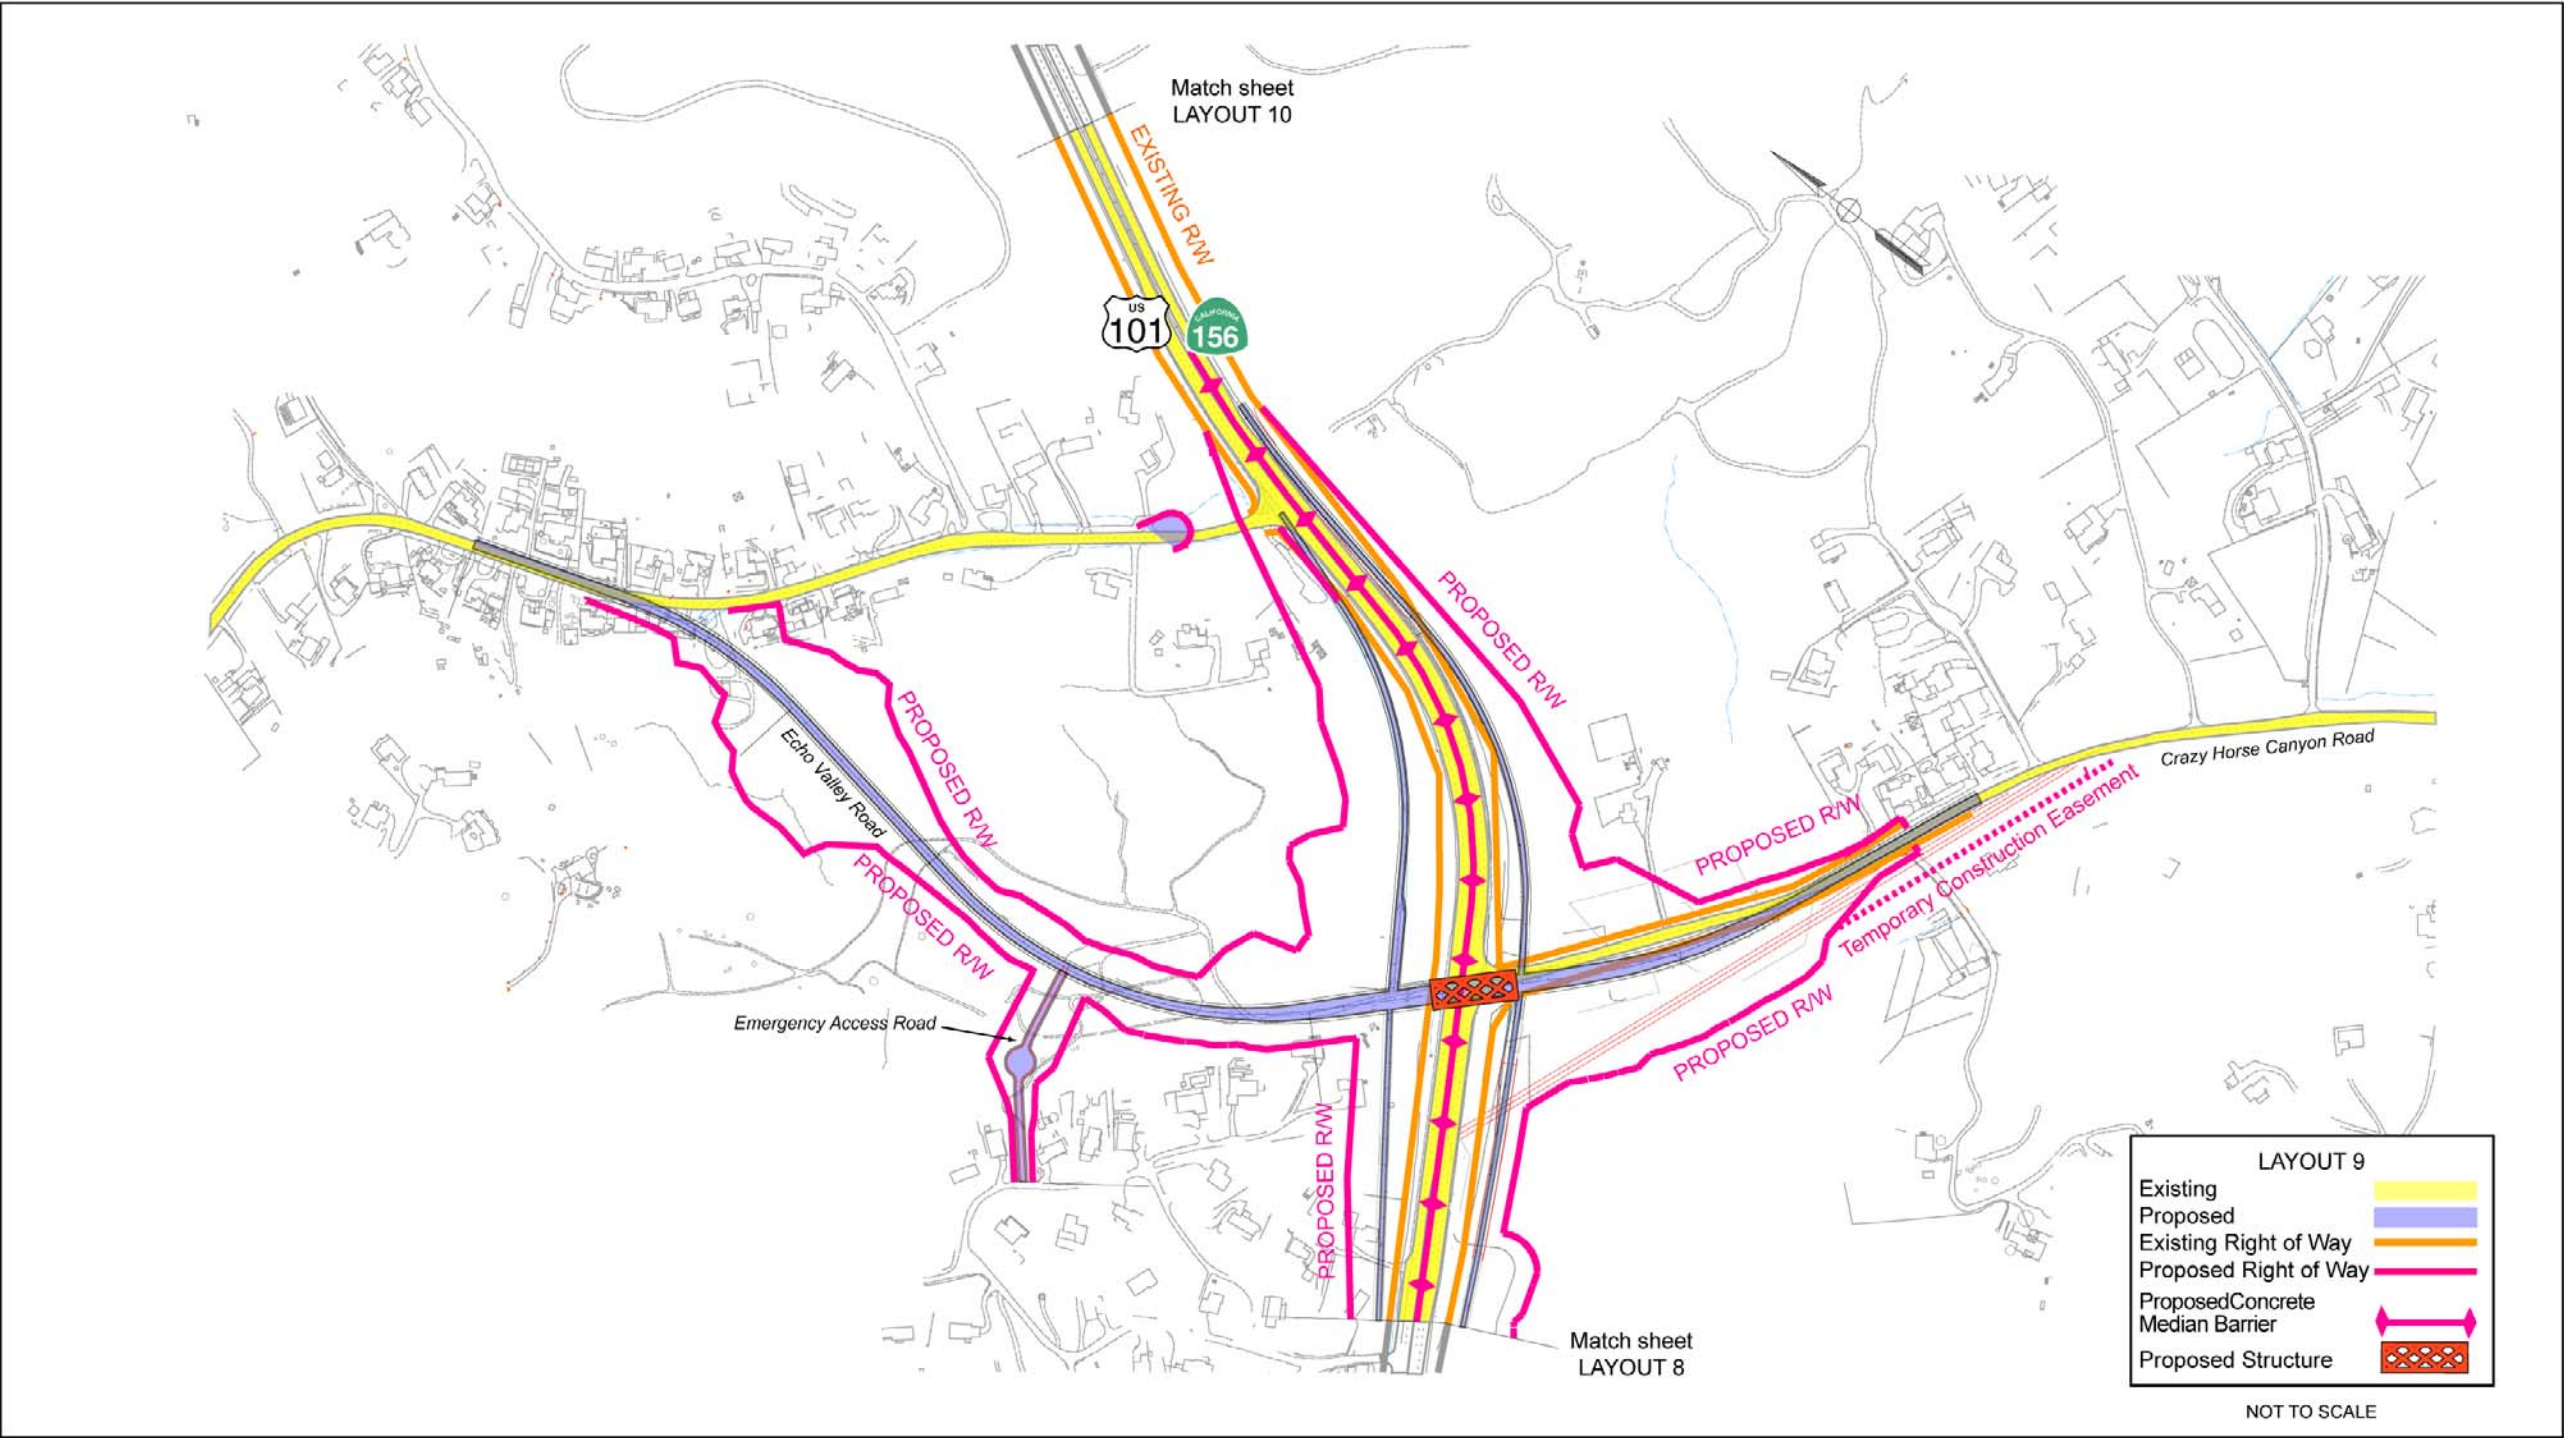 Match sheet
LAYOUT 10
EXISTING R/W
US
101
CALIFORNIA
156
PROPOSED R/W
PROPOSED R/W
Echo Valley Road
PROPOSED R/W
Crazy Horse Canyon Road
PROPOSED R/W
Temporary Construction Easement
Emergency Access Road
PROPOSED R/W
PROPOSED R/W
Match sheet
LAYOUT 8
LAYOUT 9
Existing
Proposed
Existing Right of Way
Proposed Right of Way
ProposedConcrete
Median Barrier
Proposed Structure
NOT TO SCALE